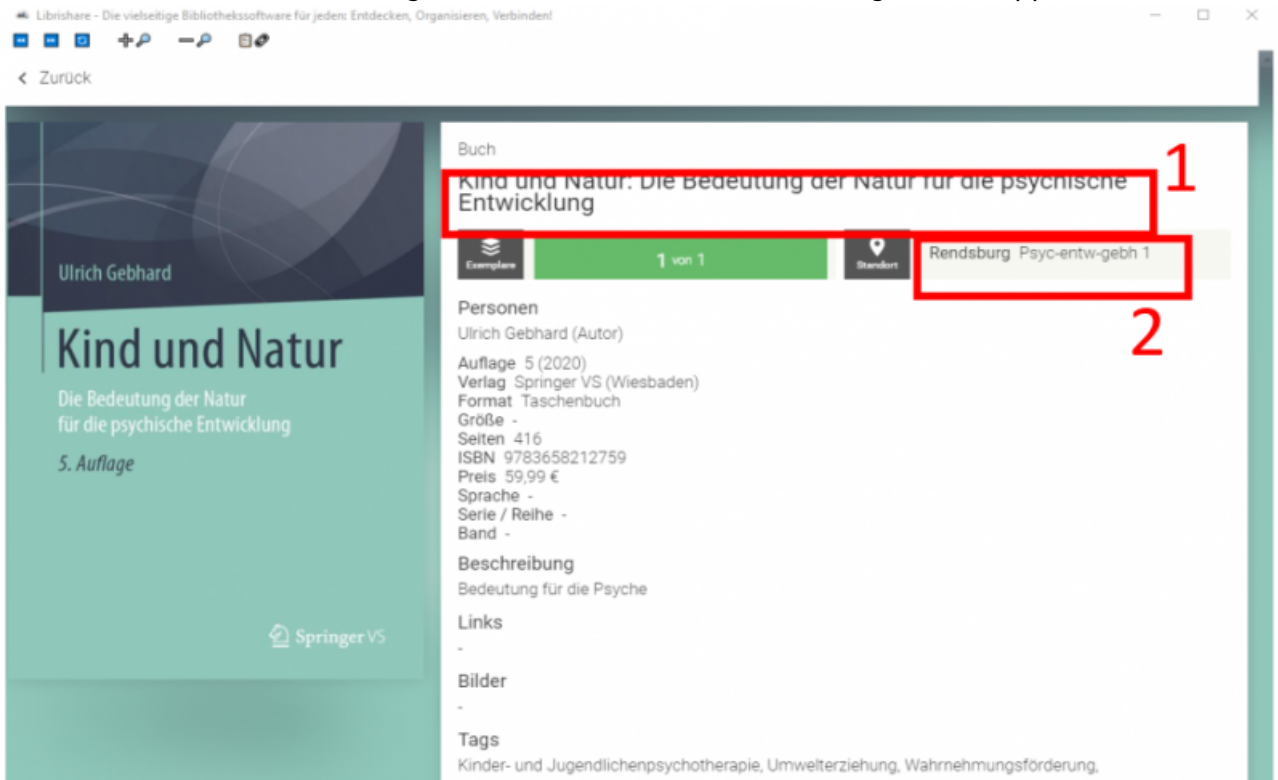 Librishare - Die vielseitige Bibliothekssoftware für jeden: Entdecken, Organisieren, Verbinden!
Zurück
Ulrich Gebhard
Kind und Natur
Die Bedeutung der Natur
für die psychische Entwicklung
5. Auflage
Springer VS
Buch
1
Kind und Natur: Die Bedeutung der Natur für die psychische
Entwicklung
Exemplare
1 von 1
Standort
Rendsburg Psyc-entw-gebh 1
2
Personen
Ulrich Gebhard (Autor)
Auflage 5 (2020)
Verlag Springer VS (Wiesbaden)
Format Taschenbuch
Größe -
Seiten 416
ISBN 9783658212759
Preis 59,99 €
Sprache -
Serie / Reihe -
Band -
Beschreibung
Bedeutung für die Psyche
Links
-
Bilder
-
Tags
Kinder- und Jugendlichenpsychotherapie, Umwelterziehung, Wahrnehmungsförderung,